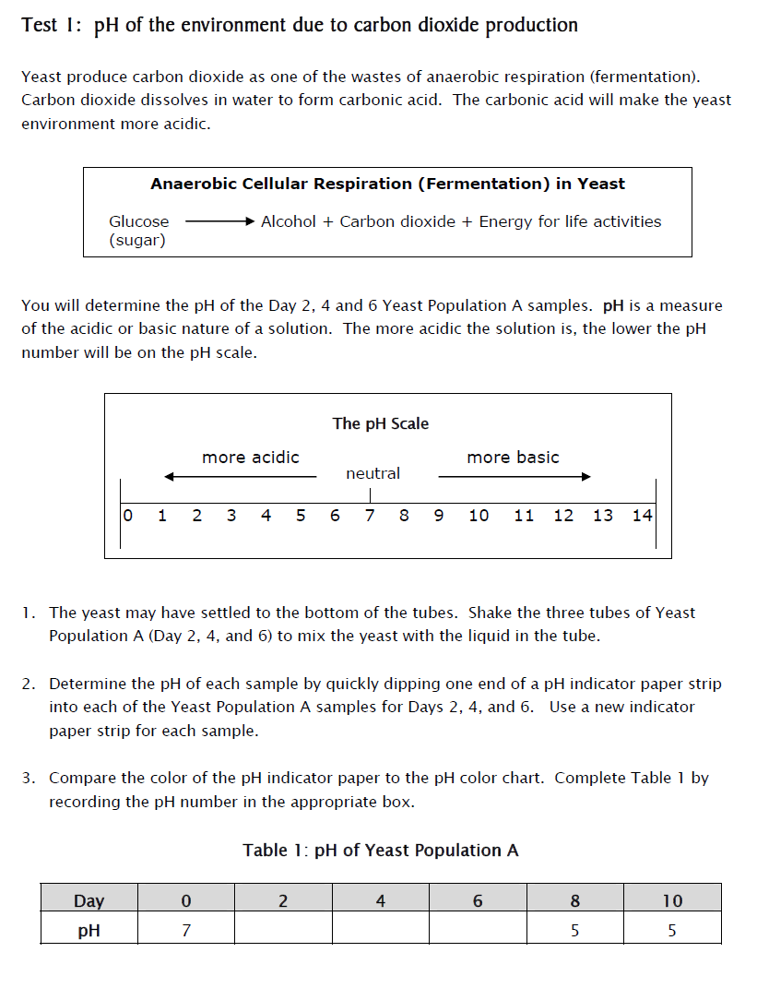 Test 1: pH of the environment due to carbon dioxide production
Yeast produce carbon dioxide as one of the wastes of anaerobic respiration (fermentation).
Carbon dioxide dissolves in water to form carbonic acid. The carbonic acid will make the yeast
environment more acidic.
Anaerobic Cellular Respiration (Fermentation) in Yeast
Glucose Alcohol + Carbon dioxide + Energy for life activities
(sugar)
You will determine the pH of the Day 2, 4 and 6 Yeast Population A samples. pH is a measure
of the acidic or basic nature of a solution. The more acidic the solution is, the lower the pH
number will be on the pH scale.
The pH Scale
more acidic more basic
neutral
0 1 2 3 4 5 6 7 8 9 10 11 12 13 14
1. The yeast may have settled to the bottom of the tubes. Shake the three tubes of Yeast
Population A (Day 2, 4, and 6) to mix the yeast with the liquid in the tube.
2. Determine the pH of each sample by quickly dipping one end of a pH indicator paper strip
into each of the Yeast Population A samples for Days 2, 4, and 6. Use a new indicator
paper strip for each sample.
3. Compare the color of the pH indicator paper to the pH color chart. Complete Table 1 by
recording the pH number in the appropriate box.
Table 1: pH of Yeast Population A
Day 0 2 4 6 8 10
pH 7 5 5